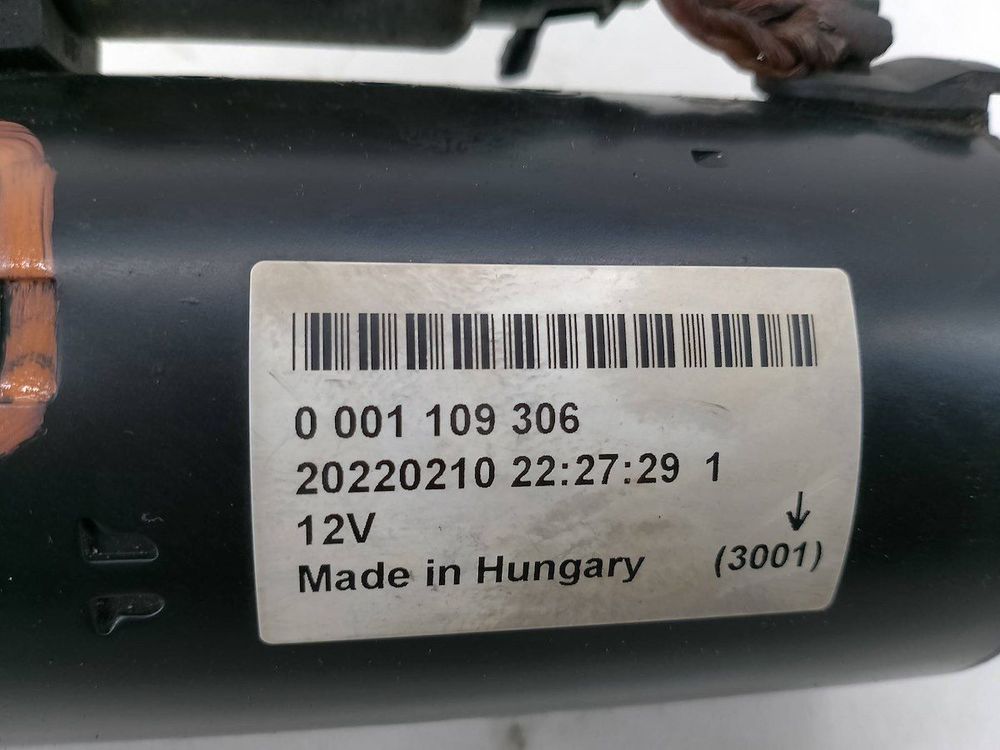 0 001 109 306
20220210 22:27:29 1
12V
Made in Hungary (3001)